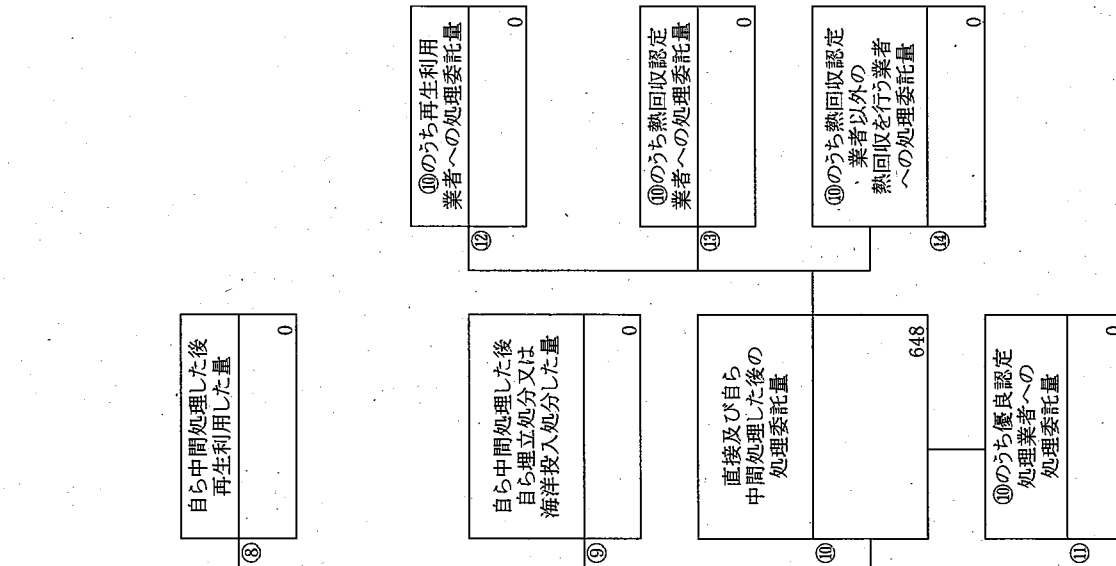 ⑧
自ら中間処理した後
再生利用した量
0
⑨
自ら中間処理した後
自ら埋立処分又は
海洋投入処分した量
0
⑩
直接及び自ら
中間処理した後の
処理委託量
648
⑪
⑩のうち優良認定
処理業者への
処理委託量
0
⑫
⑩のうち再生利用
業者への処理委託量
0
⑬
⑩のうち熱回収認定
業者への処理委託量
0
⑭
⑩のうち熱回収認定
業者以外の
熱回収を行う業者
への処理委託量
0